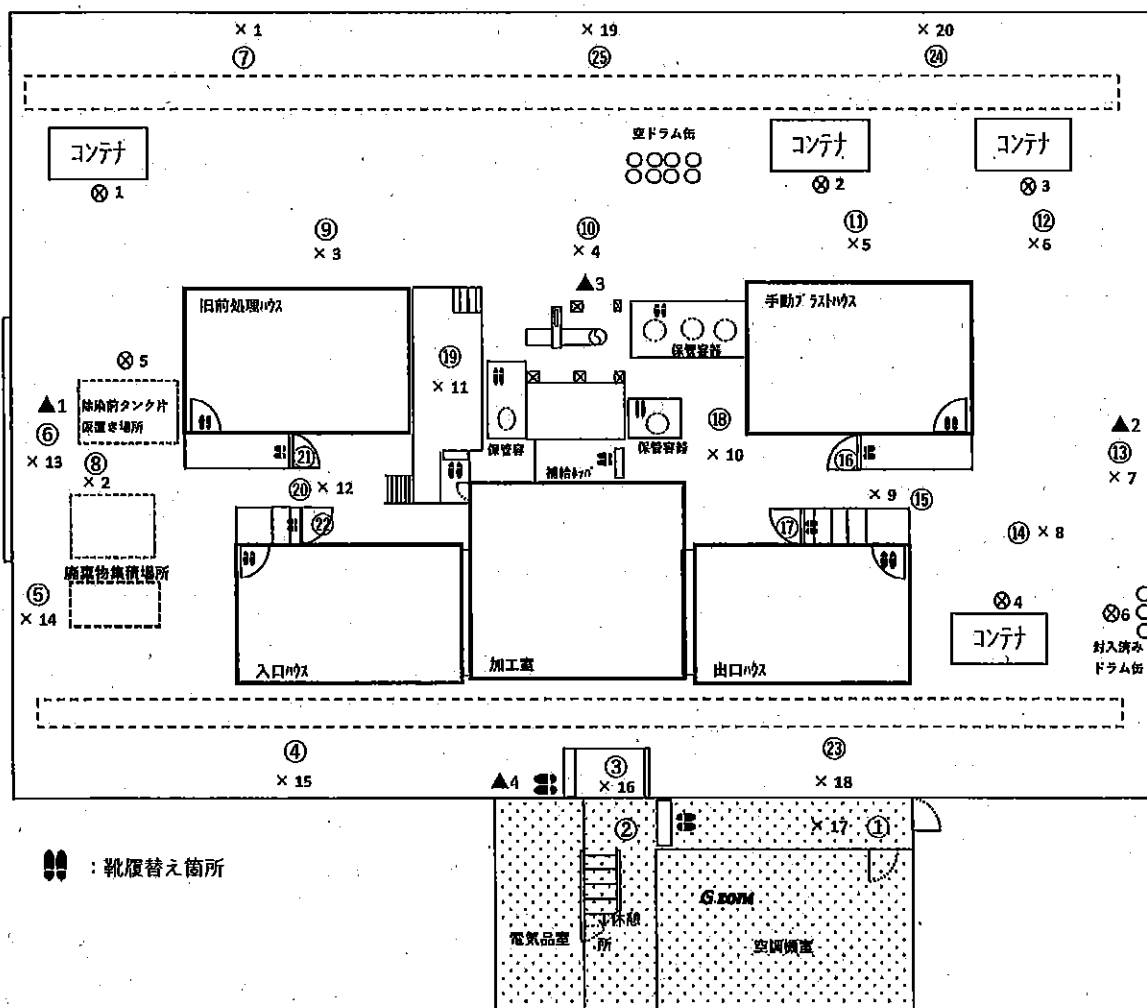 × 1
× 19
× 20
⑦
㉕
㉔
コンテナ
空ドラム缶
コンテナ
コンテナ
⊗ 1
⊗ 2
⊗ 3
⑨
⑩
⑪
⑫
× 3
× 4
× 5
× 6
▲3
旧前処理ハウス
手動ブラストハウス
保管容器
⑲
× 11
⊗ 5
▲1
除染前タンク片
仮置き場所
⑥
× 13
⑧
× 2
保管容
保管容器
補給ホッパ
⑱
× 10
▲2
⑬
× 7
㉑
⑯
⑳
× 12
× 9
⑮
㉒
⑰
⑭
× 8
廃棄物集積場所
⑤
× 14
入口ハウス
加工室
出口ハウス
⊗4
コンテナ
⊗6
封入済み
ドラム缶
④
× 15
▲4
③
× 16
㉓
× 18
②
× 17
①
:靴履替え箇所
G zone
休憩
所
電気品室
空調機室